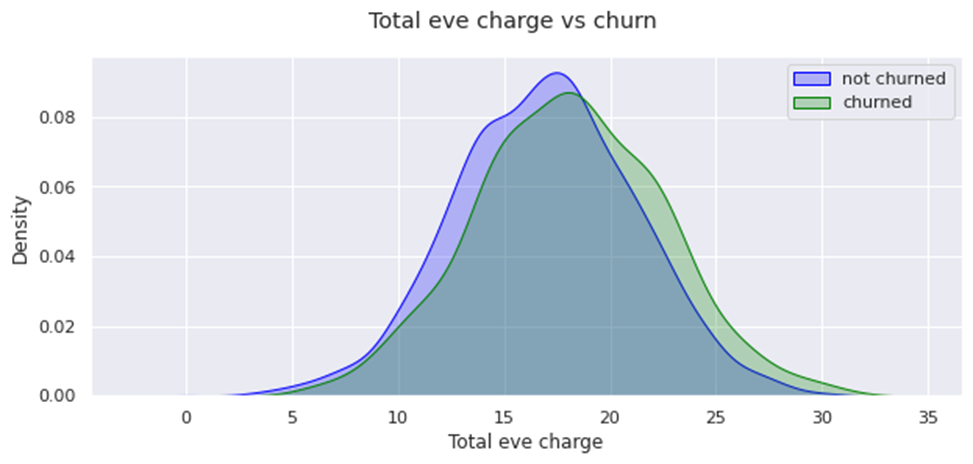 Total eve charge vs churn
not churned
churned
0.08
0.06
0.04
0.02
0.00
Density
0 5 10 15 20 25 30 35
Total eve charge